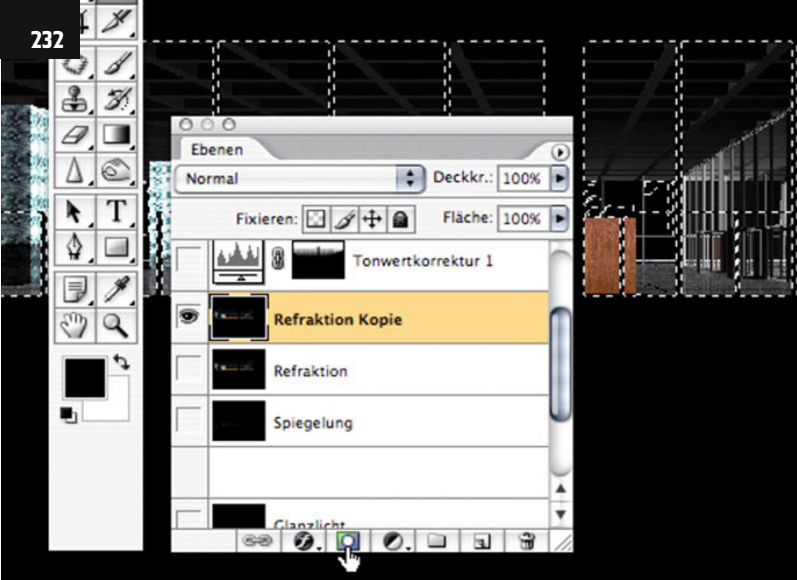 232
Ebenen
Normal
Deckkr.: 100%
Fixieren:
Fläche: 100%
Tonwertkorrektur 1
Refraktion Kopie
Refraktion
Spiegelung
Glanzlicht
T